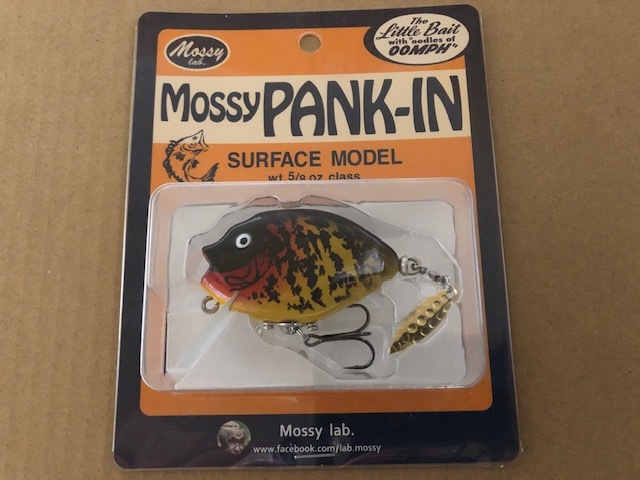 Mossy
lab.
The
Little Bait
with "oodles of
OOMPH"
MOSSY PANK-IN
SURFACE MODEL
wt. 5/8 oz. class
Mossy lab.
www.facebook.com/lab.mossy